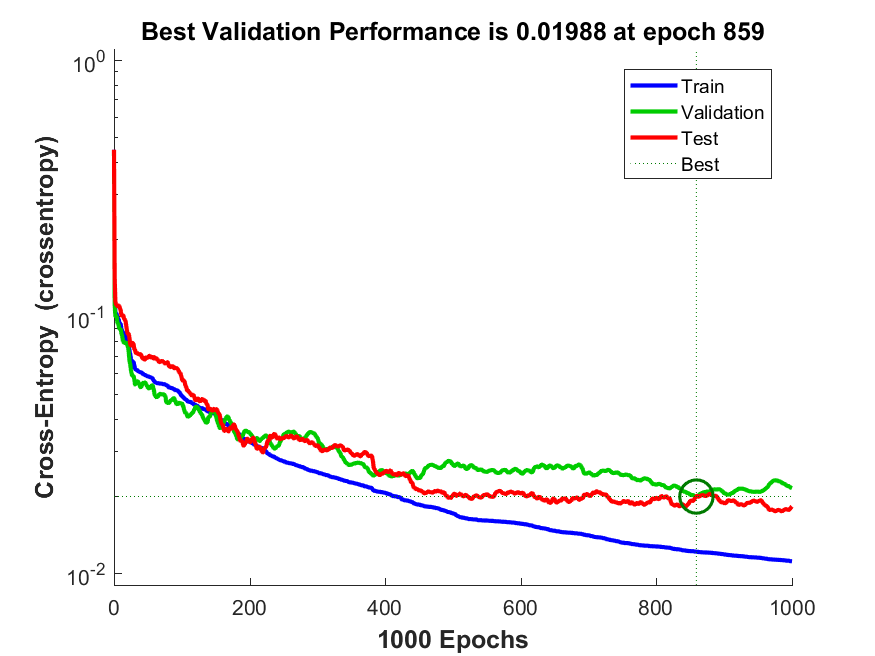 Best Validation Performance is 0.01988 at epoch 859
10^0
10^-1
10^-2
Cross-Entropy (crossentropy)
Train
Validation
Test
Best
0 200 400 600 800 1000
1000 Epochs